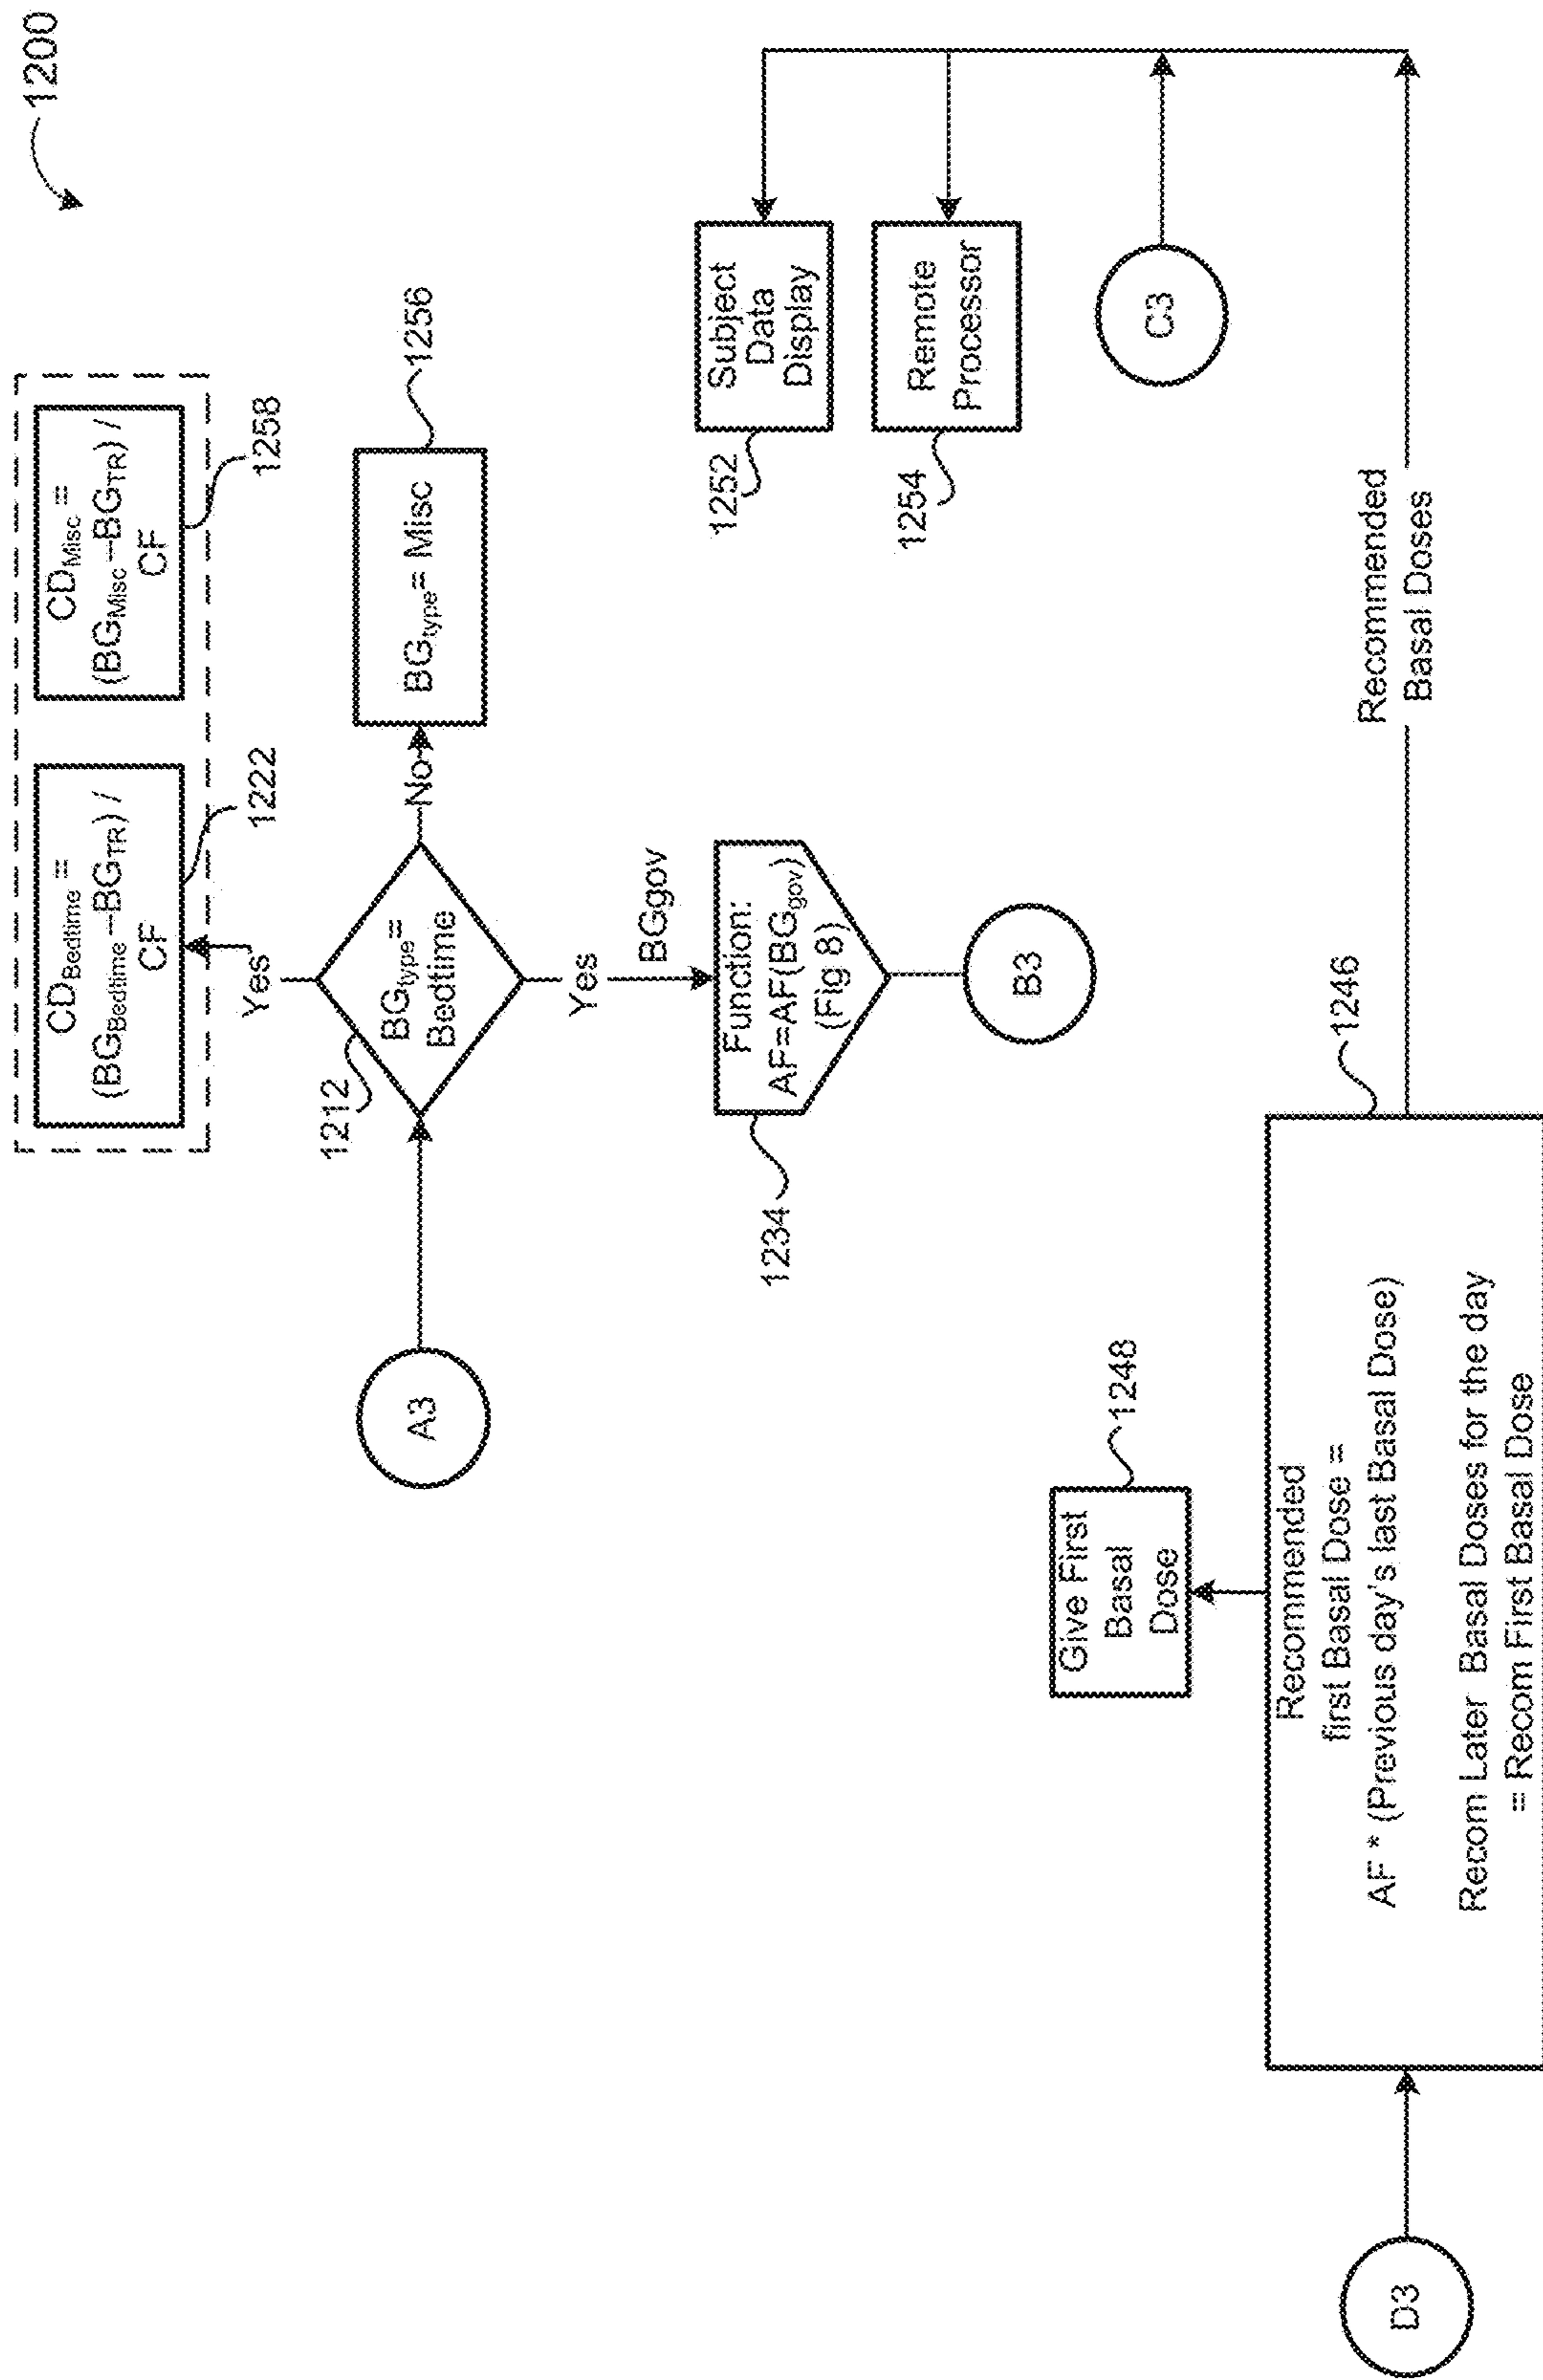 1200
CD_Bedtime =
(BG_Bedtime–BG_TR) /
CF
1222
CD_Misc =
(BG_Misc–BG_TR) /
CF
1258
Yes
A3
1212
BG_type=
Bedtime
No
BG_type= Misc
1256
Yes
BGgov
1234
Function:
AF=AF(BG_gov)
(Fig 8)
B3
1252
Subject
Data
Display
1254
Remote
Processor
C3
Give First
Basal
Dose
1248
D3
Recommended
first Basal Dose =
AF * (Previous day's last Basal Dose)
Recom Later Basal Doses for the day
= Recom First Basal Dose
1246
Recommended
Basal Doses